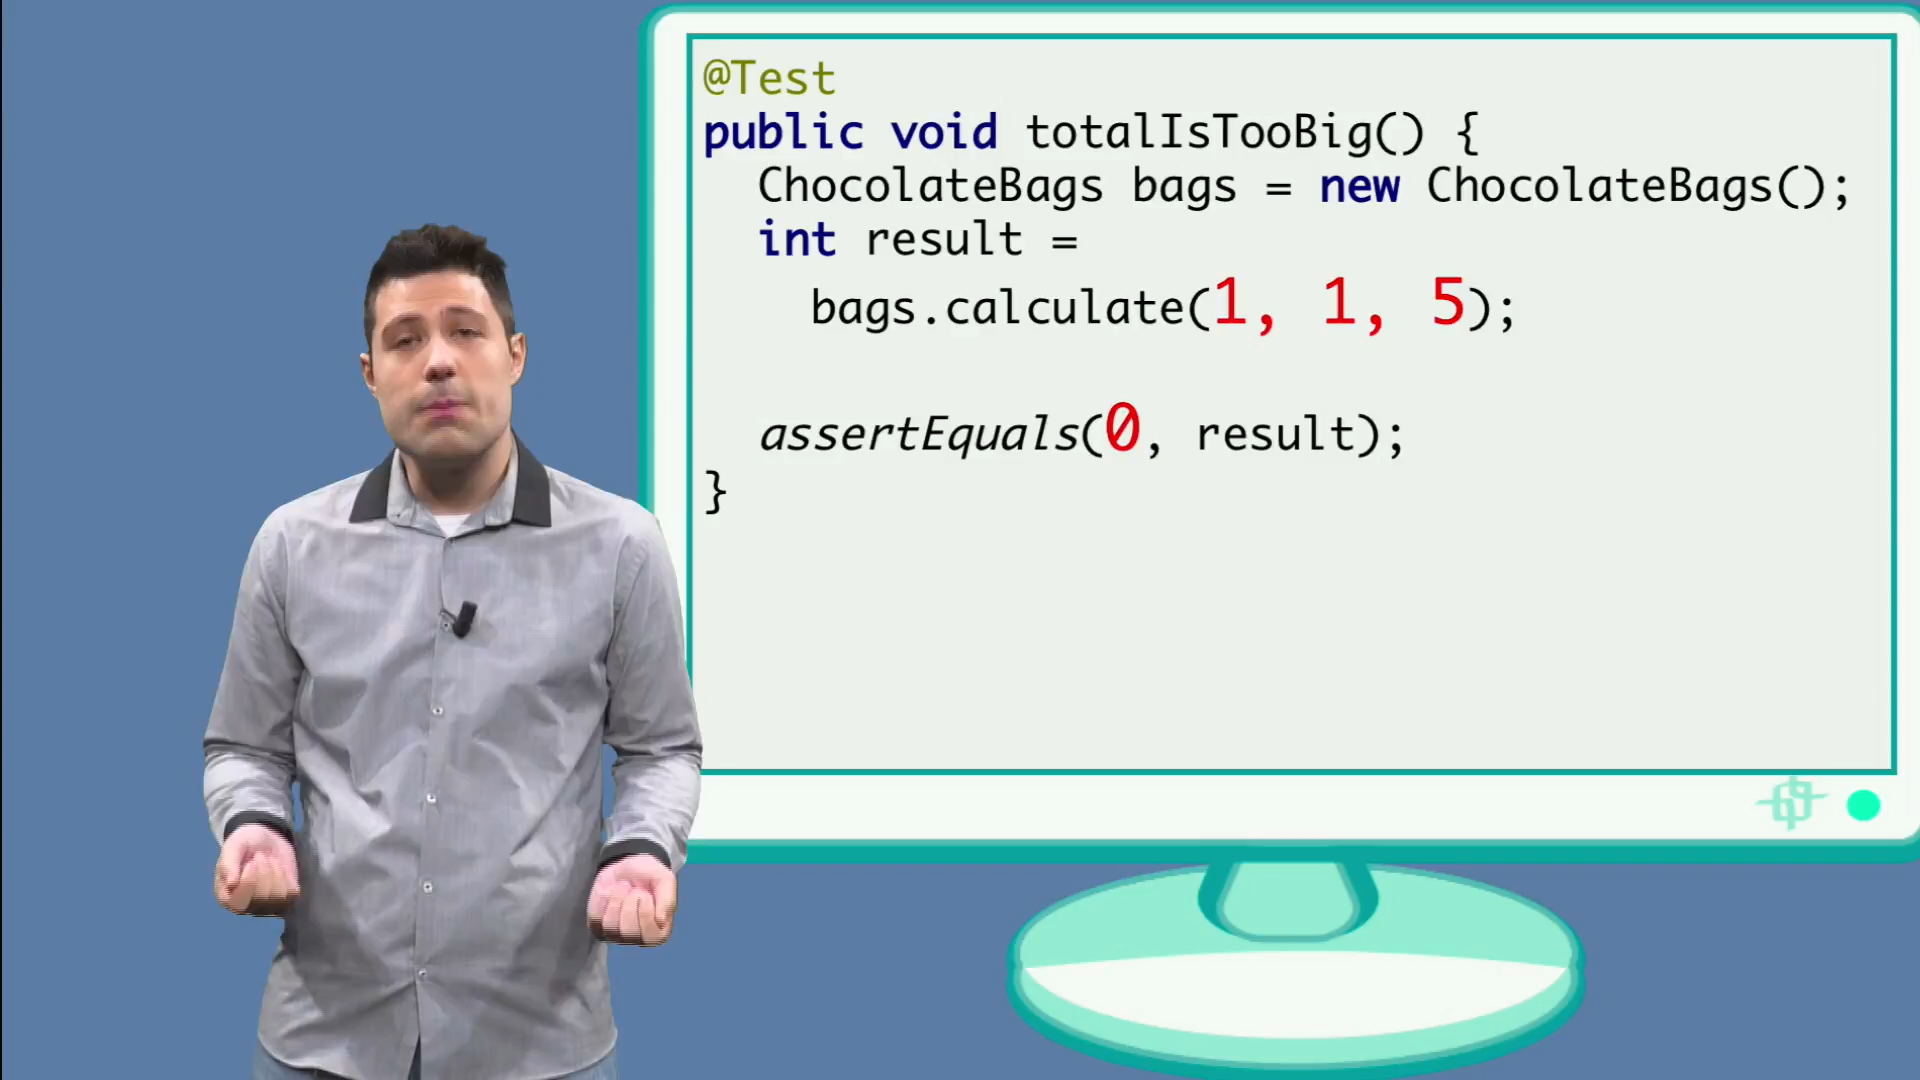 @Test
public void totalIsTooBig() {
ChocolateBags bags = new ChocolateBags();
int result =
bags.calculate(1, 1, 5);
assertEquals(0, result);
}